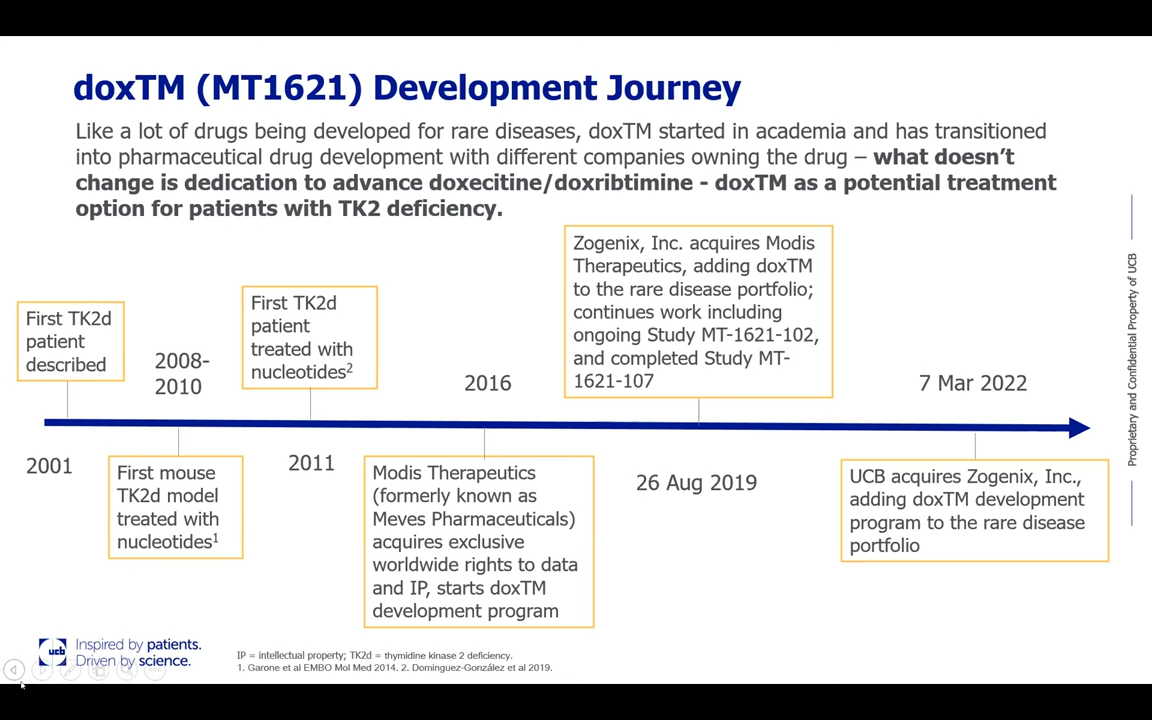 doxTM (MT1621) Development Journey
Like a lot of drugs being developed for rare diseases, doxTM started in academia and has transitioned
into pharmaceutical drug development with different companies owning the drug – what doesn't
change is dedication to advance doxecitine/doxribtimine - doxTM as a potential treatment
option for patients with TK2 deficiency.
First TK2d
patient
described
2001
2008-
2010
First mouse
TK2d model
treated with
nucleotides1
First TK2d
patient
treated with
nucleotides2
2011
2016
Modis Therapeutics
(formerly known as
Meves Pharmaceuticals)
acquires exclusive
worldwide rights to data
and IP, starts doxTM
development program
Zogenix, Inc. acquires Modis
Therapeutics, adding doxTM
to the rare disease portfolio;
continues work including
ongoing Study MT-1621-102,
and completed Study MT-
1621-107
26 Aug 2019
7 Mar 2022
UCB acquires Zogenix, Inc.,
adding doxTM development
program to the rare disease
portfolio
Proprietary and Confidential Property of UCB
ucb
Inspired by patients.
Driven by science.
IP = intellectual property; TK2d = thymidine kinase 2 deficiency.
1. Garone et al EMBO Mol Med 2014. 2. Dominguez-González et al 2019.